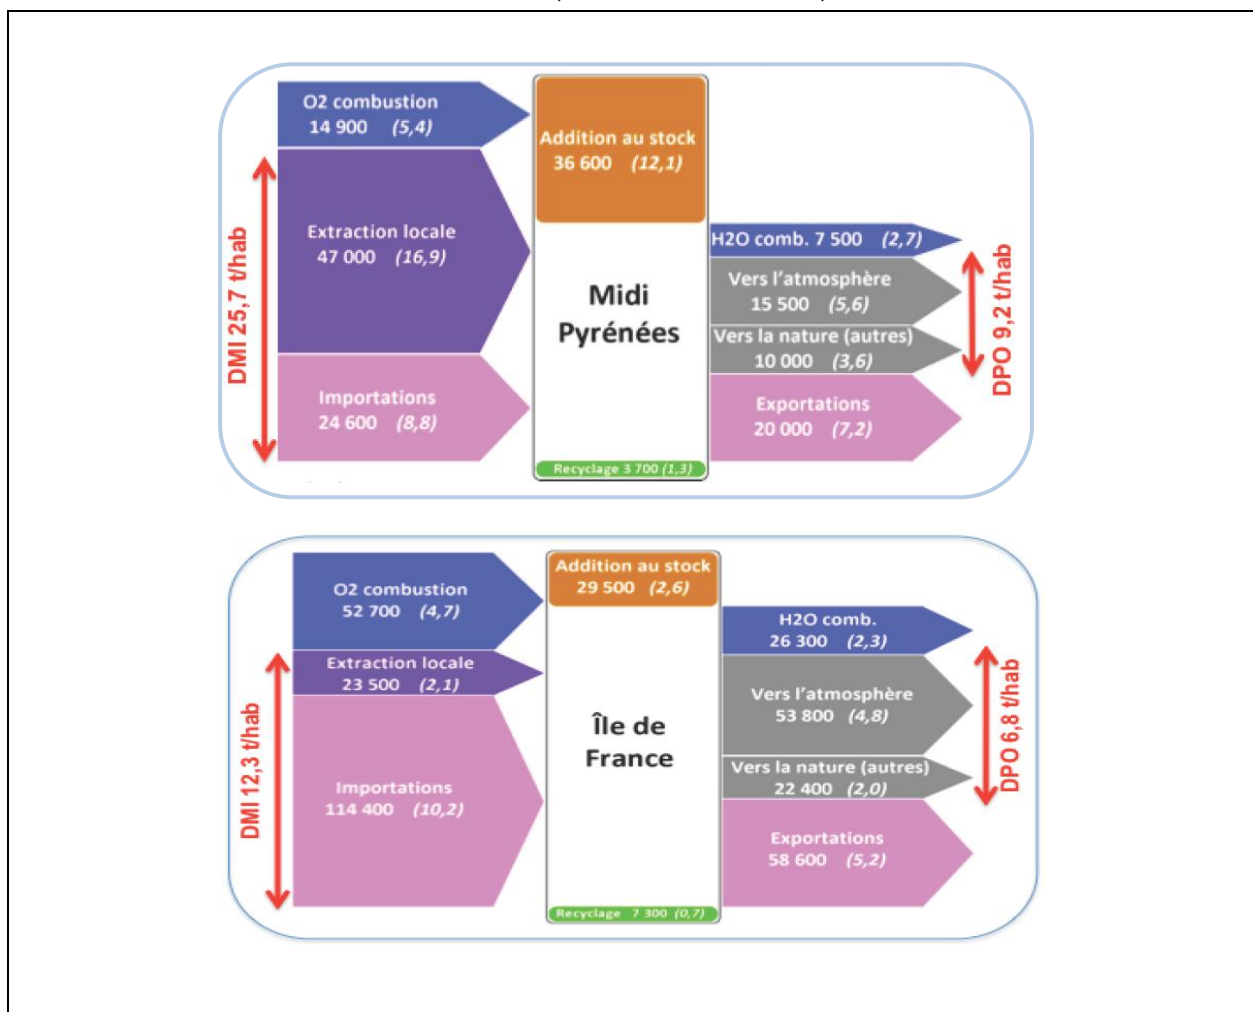 O2 combustion
14 900 (5,4)
Extraction locale
47 000 (16,9)
Importations
24 600 (8,8)
DMI 25,7 t/hab
Addition au stock
36 600 (12,1)
Midi
Pyrénées
Recyclage 3 700 (1,3)
H2O comb. 7 500 (2,7)
Vers l'atmosphère
15 500 (5,6)
Vers la nature (autres)
10 000 (3,6)
Exportations
20 000 (7,2)
DPO 9,2 t/hab
O2 combustion
52 700 (4,7)
Extraction locale
23 500 (2,1)
Importations
114 400 (10,2)
DMI 12,3 t/hab
Addition au stock
29 500 (2,6)
Île de
France
Recyclage 7 300 (0,7)
H2O comb.
26 300 (2,3)
Vers l'atmosphère
53 800 (4,8)
Vers la nature (autres)
22 400 (2,0)
Exportations
58 600 (5,2)
DPO 6,8 t/hab